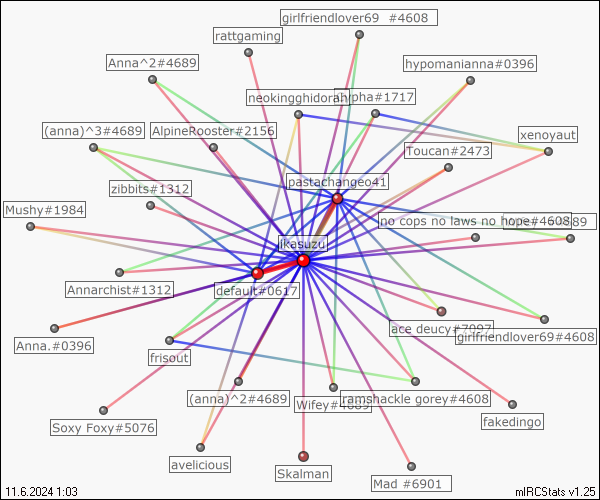 girlfriendlover69 #4608
rattgaming
Anna^2#4689
hypomanianna#0396
neokingghidorah
#1717
(anna)^3#4689
AlpineRooster#2156
xenoyaut
Toucan#2473
pastachangeo41
zibbits#1312
Mushy#1984
no cops no laws no hope#4608
ikasuzu
Annarchist#1312
default#0617
ace deucy#7097
girlfriendlover69#4608
Anna.#0396
frisout
(anna)^2#4689
Wifey#4689
ramshackle gorey#4608
fakedingo
Soxy Foxy#5076
avelicious
Skalman
Mad #6901
11.6.2024 1:03
mIRCStats v1.25